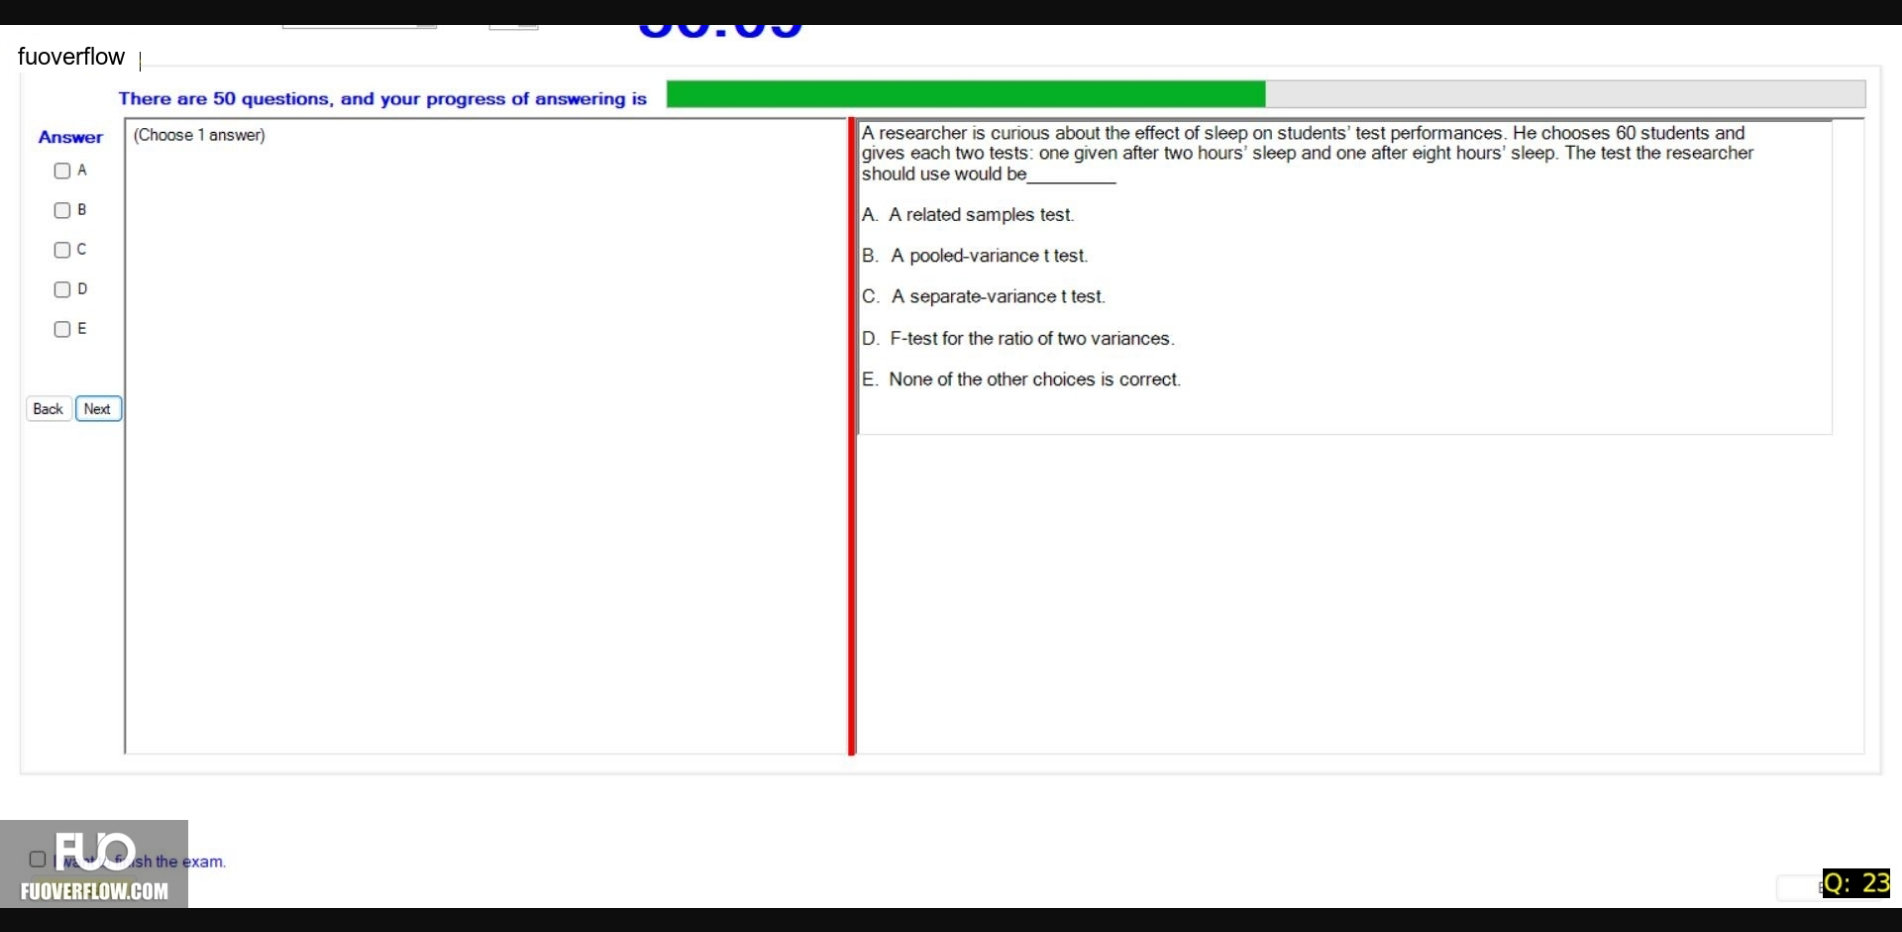 fuoverflow
There are 50 questions, and your progress of answering is
Answer
(Choose 1 answer)
A
B
C
D
E
Back Next
A researcher is curious about the effect of sleep on students' test performances. He chooses 60 students and
gives each two tests: one given after two hours' sleep and one after eight hours' sleep. The test the researcher
should use would be__________
A. A related samples test.
B. A pooled-variance t test.
C. A separate-variance t test.
D. F-test for the ratio of two variances.
E. None of the other choices is correct.
FUO
the exam.
FUOVERFLOW.COM
Q: 23